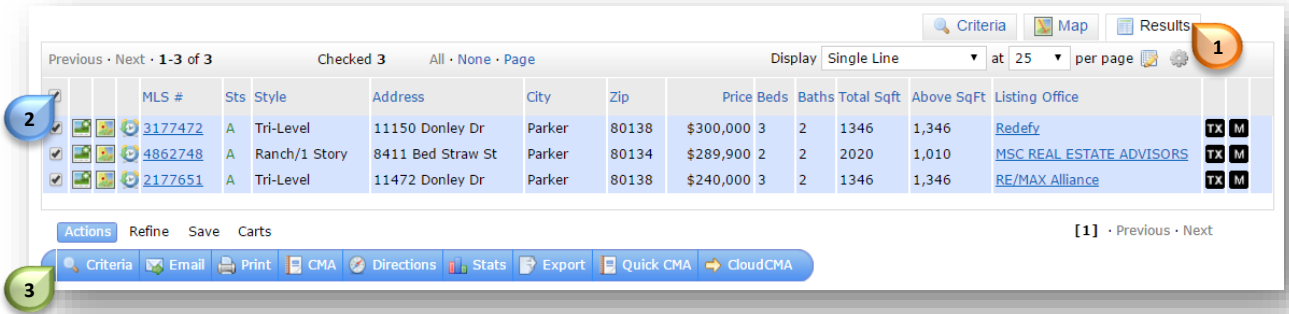 Criteria Map Results
1
Previous · Next · 1-3 of 3 Checked 3 All · None · Page Display Single Line at 25 per page
MLS # Sts Style Address City Zip Price Beds Baths Total Sqft Above SqFt Listing Office
2
3177472 A Tri-Level 11150 Donley Dr Parker 80138 $300,000 3 2 1346 1,346 Redefy TX M
4862748 A Ranch/1 Story 8411 Bed Straw St Parker 80134 $289,900 2 2 2020 1,010 MSC REAL ESTATE ADVISORS TX M
2177651 A Tri-Level 11472 Donley Dr Parker 80138 $240,000 3 2 1346 1,346 RE/MAX Alliance TX M
Actions Refine Save Carts [1] · Previous · Next
Criteria Email Print CMA Directions Stats Export Quick CMA CloudCMA
3